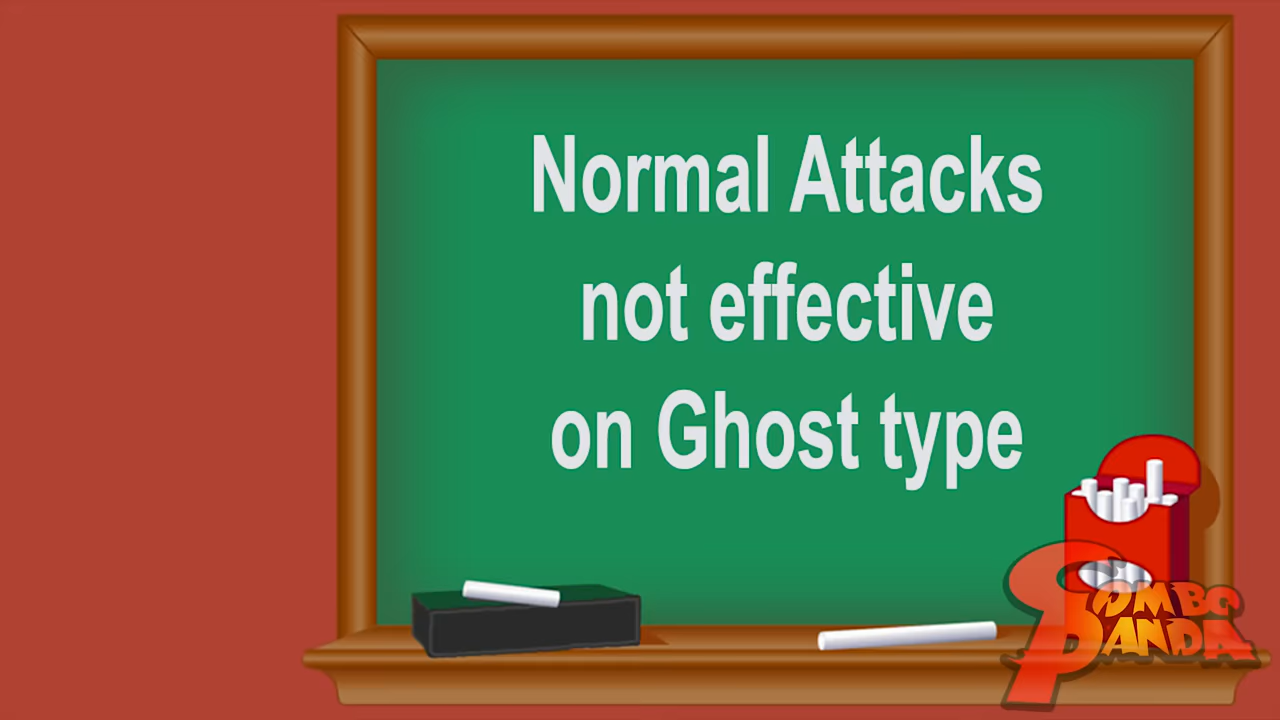 Normal Attacks
not effective
on Ghost type
COMBO
PANDA